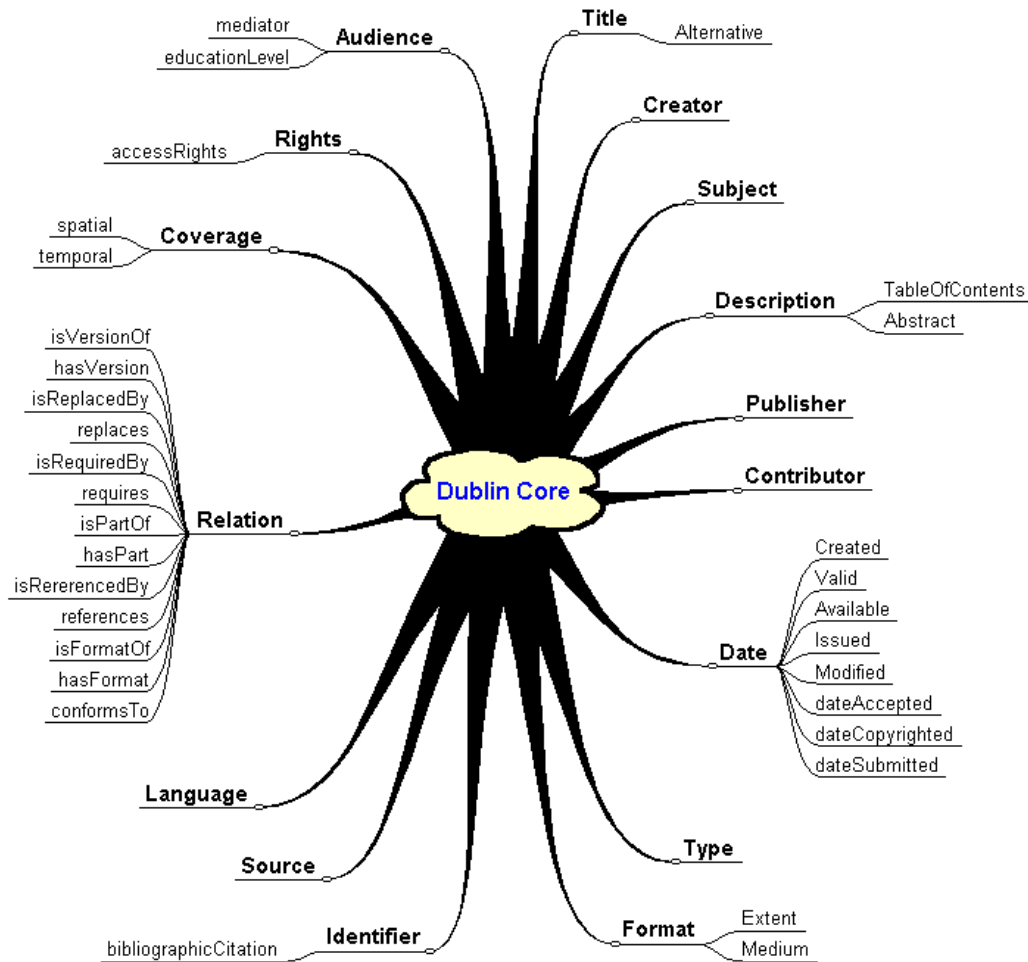 Dublin Core
Title
Alternative
Creator
Subject
Description
TableOfContents
Abstract
Publisher
Contributor
Date
Created
Valid
Available
Issued
Modified
dateAccepted
dateCopyrighted
dateSubmitted
Type
Format
Extent
Medium
Audience
mediator
educationLevel
Rights
accessRights
Coverage
spatial
temporal
Relation
isVersionOf
hasVersion
isReplacedBy
replaces
isRequiredBy
requires
isPartOf
hasPart
isRererencedBy
references
isFormatOf
hasFormat
conformsTo
Language
Source
Identifier
bibliographicCitation